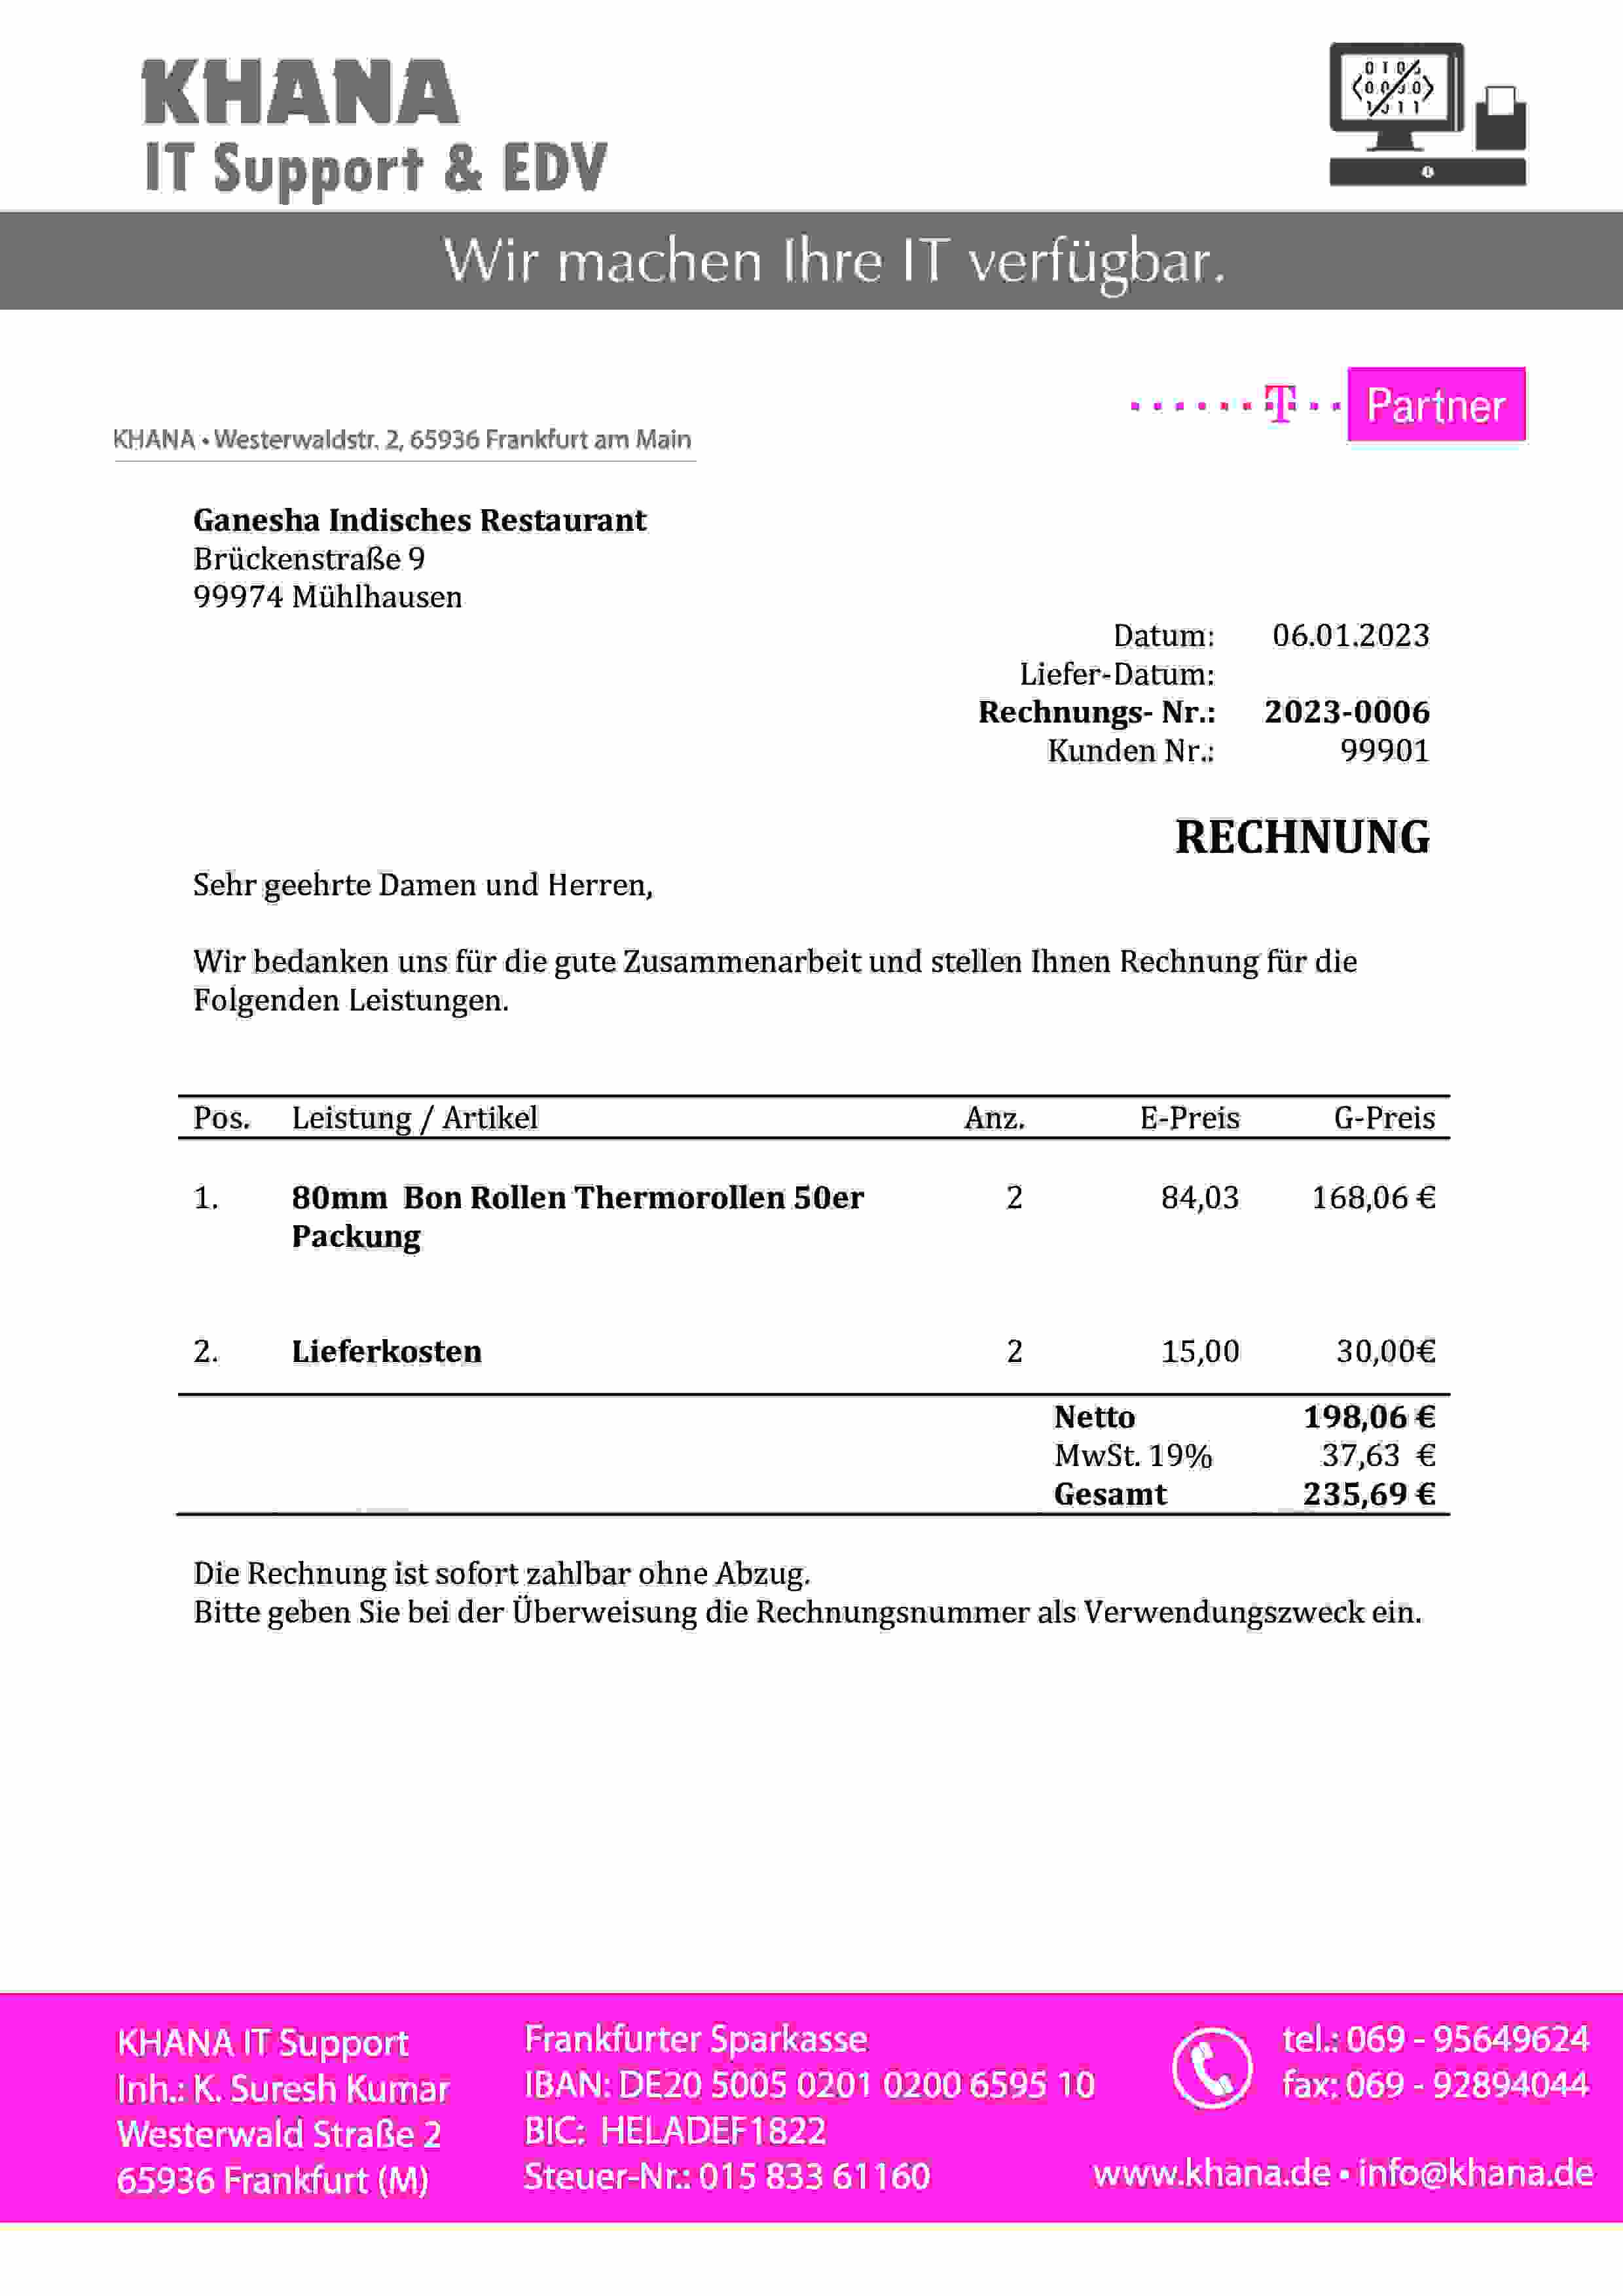 KHANA
IT Support & EDV
Wir machen Ihre IT verfügbar.
T Partner
KHANA • Westerwaldstr. 2, 65936 Frankfurt am Main
Ganesha Indisches Restaurant
Brückenstraße 9
99974 Mühlhausen
Datum: 06.01.2023
Liefer-Datum:
Rechnungs- Nr.: 2023-0006
Kunden Nr.: 99901
RECHNUNG
Sehr geehrte Damen und Herren,
Wir bedanken uns für die gute Zusammenarbeit und stellen Ihnen Rechnung für die
Folgenden Leistungen.
Pos. Leistung / Artikel Anz. E-Preis G-Preis
1. 80mm Bon Rollen Thermorollen 50er 2 84,03 168,06 €
Packung
2. Lieferkosten 2 15,00 30,00€
Netto 198,06 €
MwSt. 19% 37,63 €
Gesamt 235,69 €
Die Rechnung ist sofort zahlbar ohne Abzug.
Bitte geben Sie bei der Überweisung die Rechnungsnummer als Verwendungszweck ein.
KHANA IT Support
Inh.: K. Suresh Kumar
Westerwald Straße 2
65936 Frankfurt (M)
Frankfurter Sparkasse
IBAN: DE20 5005 0201 0200 6595 10
BIC: HELADEF1822
Steuer-Nr.: 015 833 61160
tel.: 069 - 95649624
fax: 069 - 92894044
www.khana.de • info@khana.de